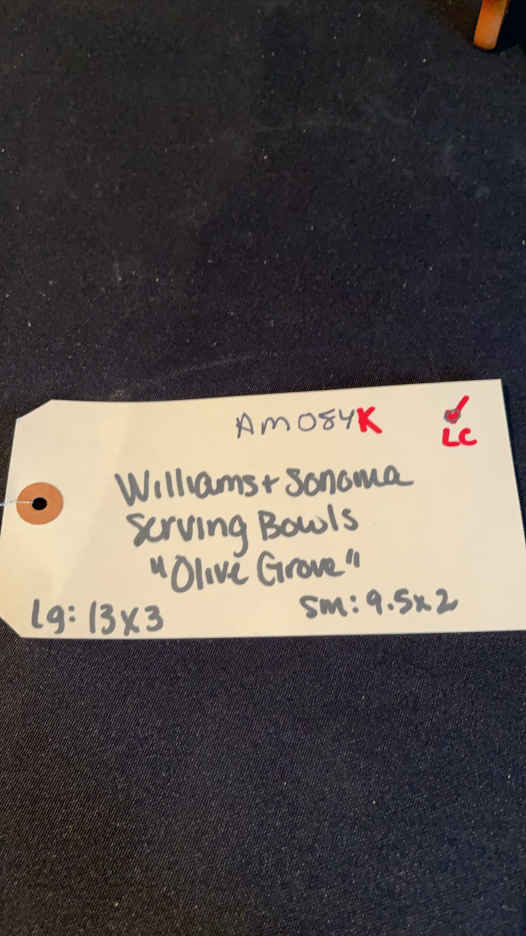 AM084K
LC
Williams + Sonoma
Serving Bowls
"Olive Grove"
Lg: 13x3
Sm: 9.5x2